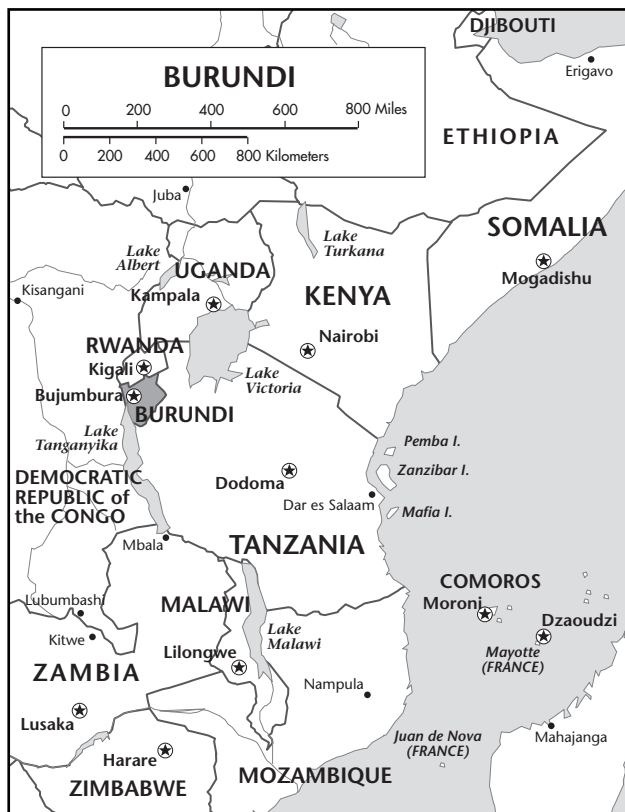 DJIBOUTI
BURUNDI
0 200 400 600 800 Miles
0 200 400 600 800 Kilometers
Erigavo
ETHIOPIA
Juba
Lake
Albert
Lake
Turkana
SOMALIA
Mogadishu
UGANDA
Kisangani
Kampala
KENYA
Nairobi
RWANDA
Kigali
Lake
Victoria
Bujumbura
BURUNDI
Lake
Tanganyika
Pemba I.
Zanzibar I.
DEMOCRATIC
REPUBLIC of
the CONGO
Dodoma
Dar es Salaam
Mafia I.
Mbala
TANZANIA
COMOROS
Moroni
Lubumbashi
MALAWI
Dzaoudzi
Kitwe
Lake
Malawi
Mayotte
(FRANCE)
Lilongwe
ZAMBIA
Nampula
Lusaka
Juan de Nova
(FRANCE)
Mahajanga
Harare
MOZAMBIQUE
ZIMBABWE